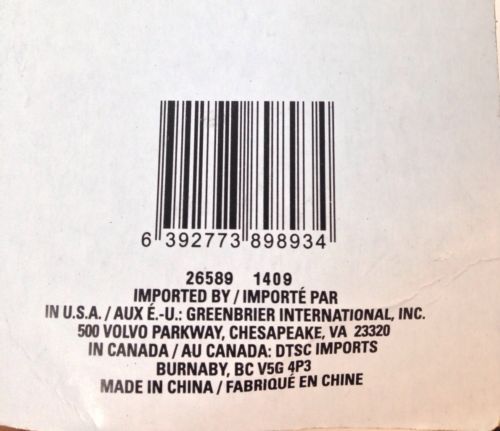 6 392773 898934
26589 1409
IMPORTED BY / IMPORTÉ PAR
IN U.S.A. / AUX É.-U.: GREENBRIER INTERNATIONAL, INC.
500 VOLVO PARKWAY, CHESAPEAKE, VA 23320
IN CANADA / AU CANADA: DTSC IMPORTS
BURNABY, BC V5G 4P3
MADE IN CHINA / FABRIQUÉ EN CHINE